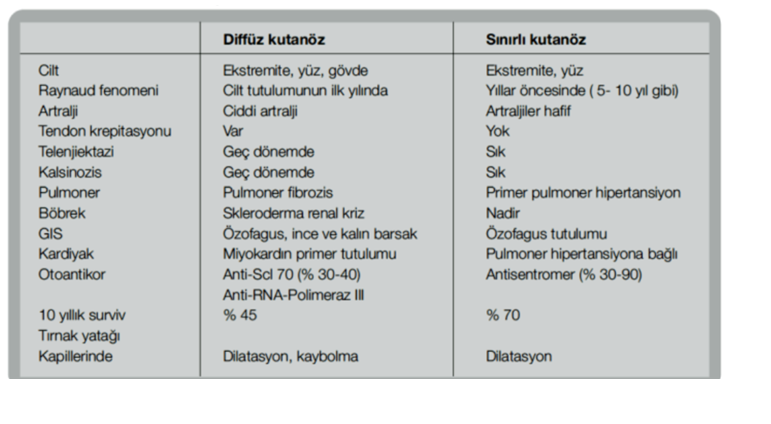 Diffüz kutanöz Sınırlı kutanöz
Cilt Ekstremite, yüz, gövde Ekstremite, yüz
Raynaud fenomeni Cilt tutulumunun ilk yılında Yıllar öncesinde ( 5- 10 yıl gibi)
Artralji Ciddi artralji Artraljiler hafif
Tendon krepitasyonu Var Yok
Telenjiektazi Geç dönemde Sık
Kalsinozis Geç dönemde Sık
Pulmoner Pulmoner fibrozis Primer pulmoner hipertansiyon
Böbrek Skleroderma renal kriz Nadir
GIS Özofagus, ince ve kalın barsak Özofagus tutulumu
Kardiyak Miyokardın primer tutulumu Pulmoner hipertansiyona bağlı
Otoantikor Anti-Scl 70 (% 30-40) Antisentromer (% 30-90)
Anti-RNA-Polimeraz III
10 yıllık surviv % 45 % 70
Tırnak yatağı
Kapillerinde Dilatasyon, kaybolma Dilatasyon